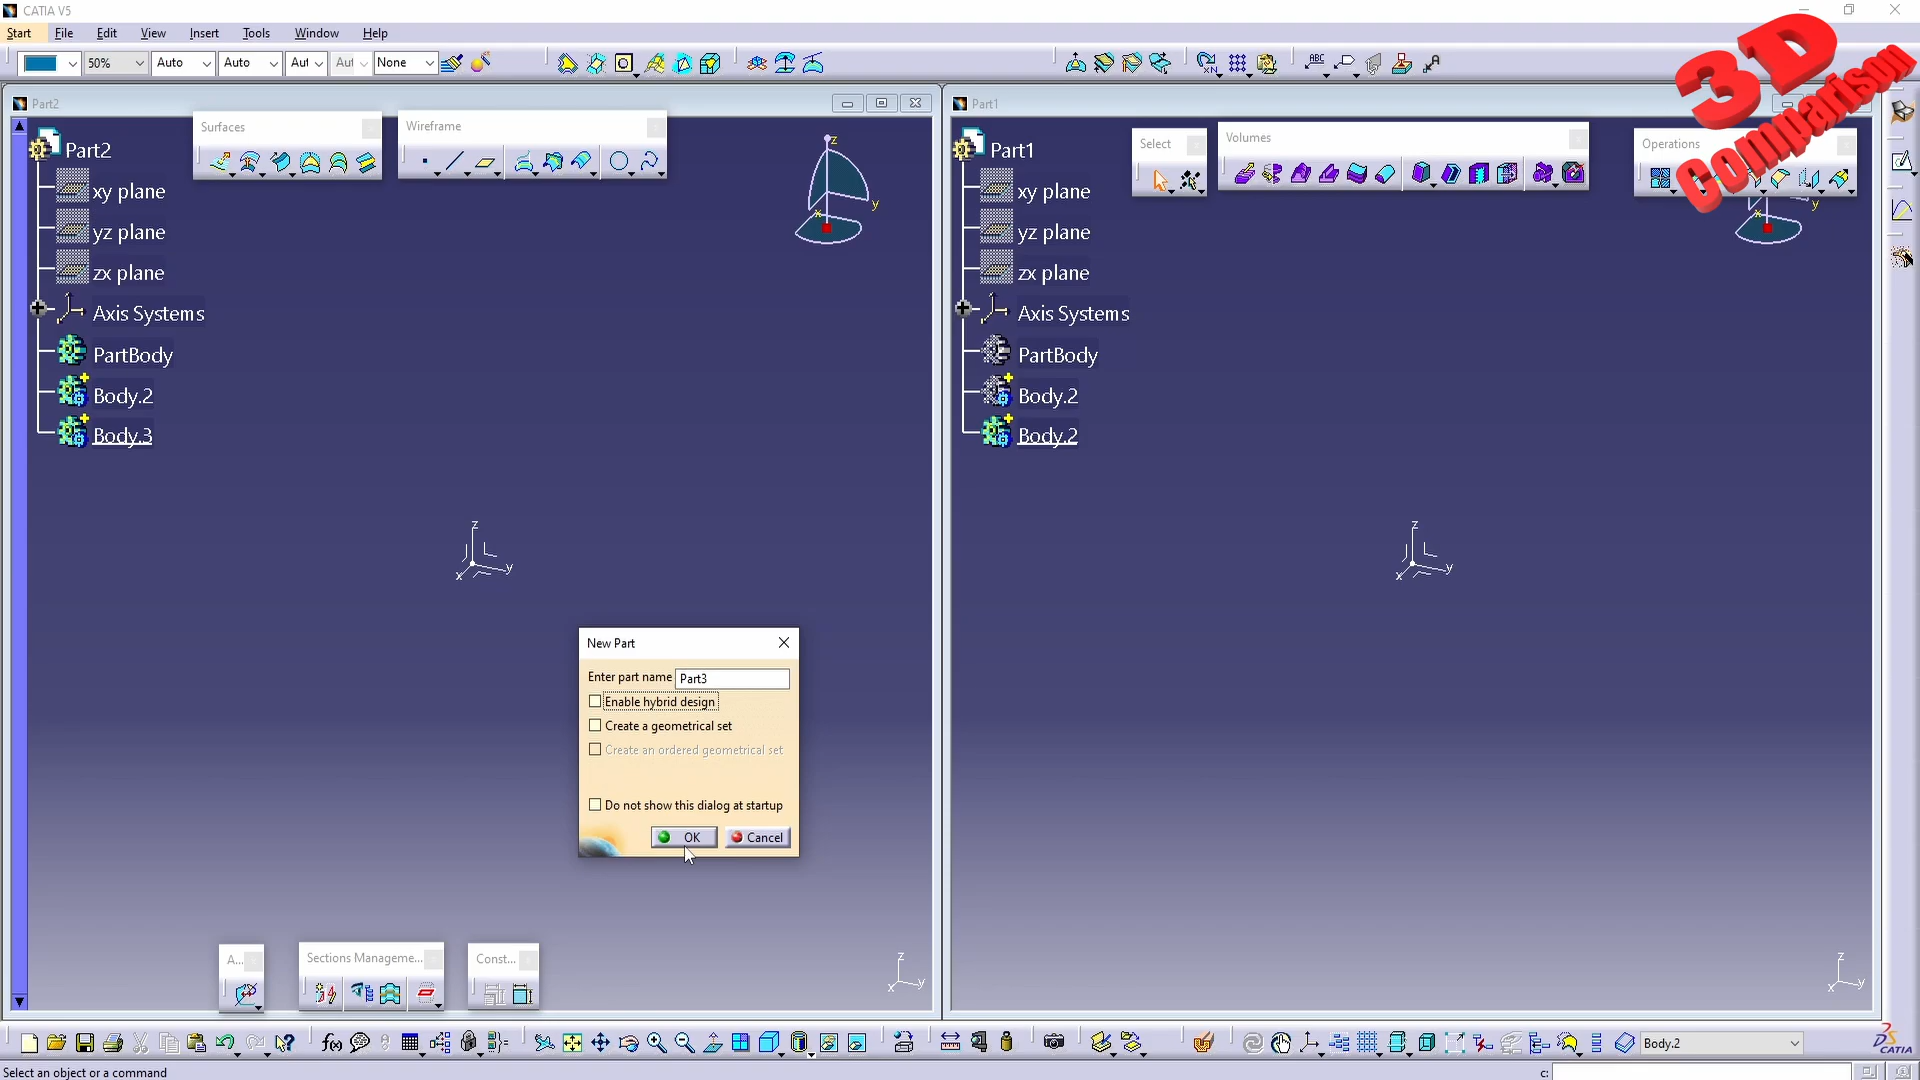 CATIA V5
Start File Edit View Insert Tools Window Help
50% Auto Auto Aut Aut None
3D
Comparison
Part2
Part1
Surfaces
Wireframe
Select
Volumes
Operations
Part2
xy plane
yz plane
zx plane
Axis Systems
PartBody
Body.2
Body.3
z
y
x
Part1
xy plane
yz plane
zx plane
Axis Systems
PartBody
Body.2
Body.2
y
x
z
x
y
z
x
y
New Part
Enter part name Part3
Enable hybrid design
Create a geometrical set
Create an ordered geometrical set
Do not show this dialog at startup
OK Cancel
A...
Sections Manageme...
Const...
z
x
y
z
x
y
f(x)
Body.2
CATIA
Select an object or a command
c: